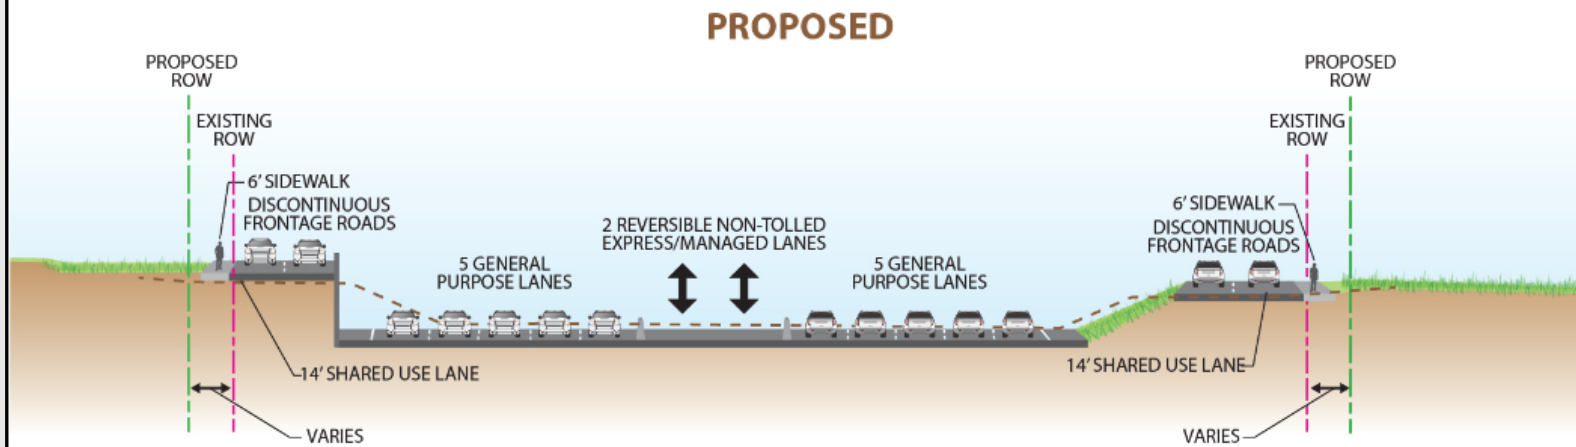 PROPOSED
PROPOSED
ROW
EXISTING
ROW
6' SIDEWALK
DISCONTINUOUS
FRONTAGE ROADS
5 GENERAL
PURPOSE LANES
2 REVERSIBLE NON-TOLLED
EXPRESS/MANAGED LANES
5 GENERAL
PURPOSE LANES
PROPOSED
ROW
EXISTING
ROW
6' SIDEWALK
DISCONTINUOUS
FRONTAGE ROADS
14' SHARED USE LANE
14' SHARED USE LANE
VARIES
VARIES